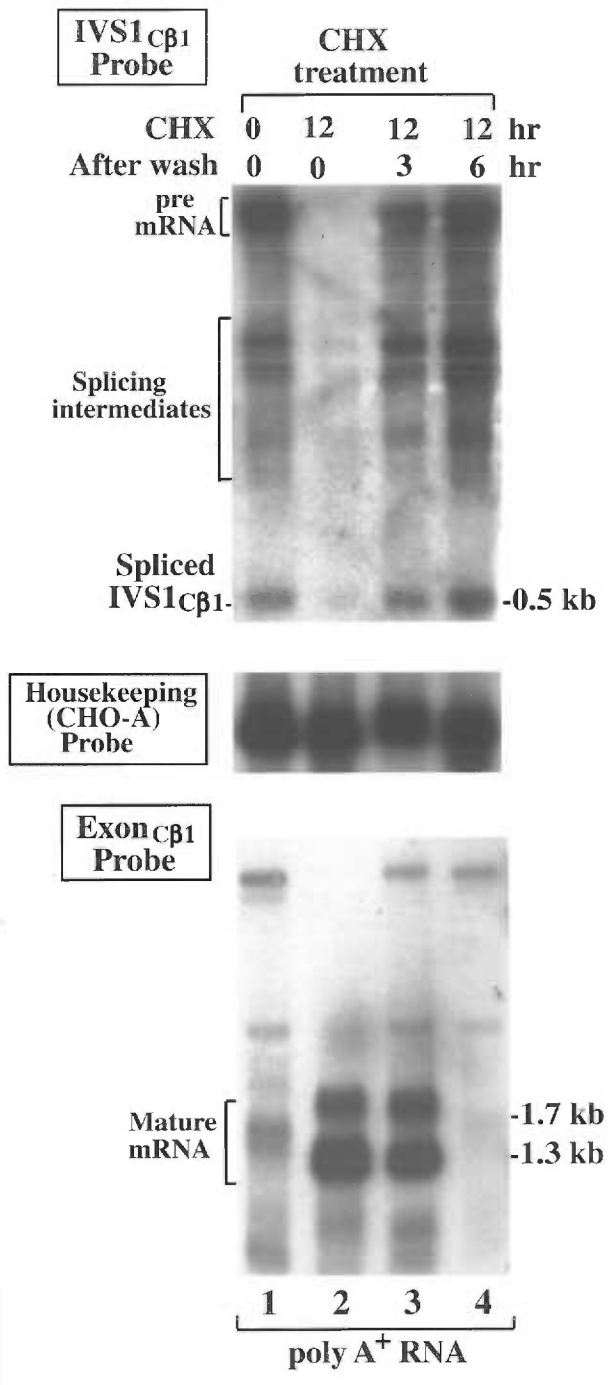 IVS1Cβ1
Probe
CHX
treatment
CHX 0 12 12 12 hr
After wash 0 0 3 6 hr
pre
mRNA
Splicing
intermediates
Spliced
IVS1Cβ1- -0.5 kb
Housekeeping
(CHO-A)
Probe
ExonCβ1
Probe
Mature
mRNA
-1.7 kb
-1.3 kb
1 2 3 4
poly A+ RNA